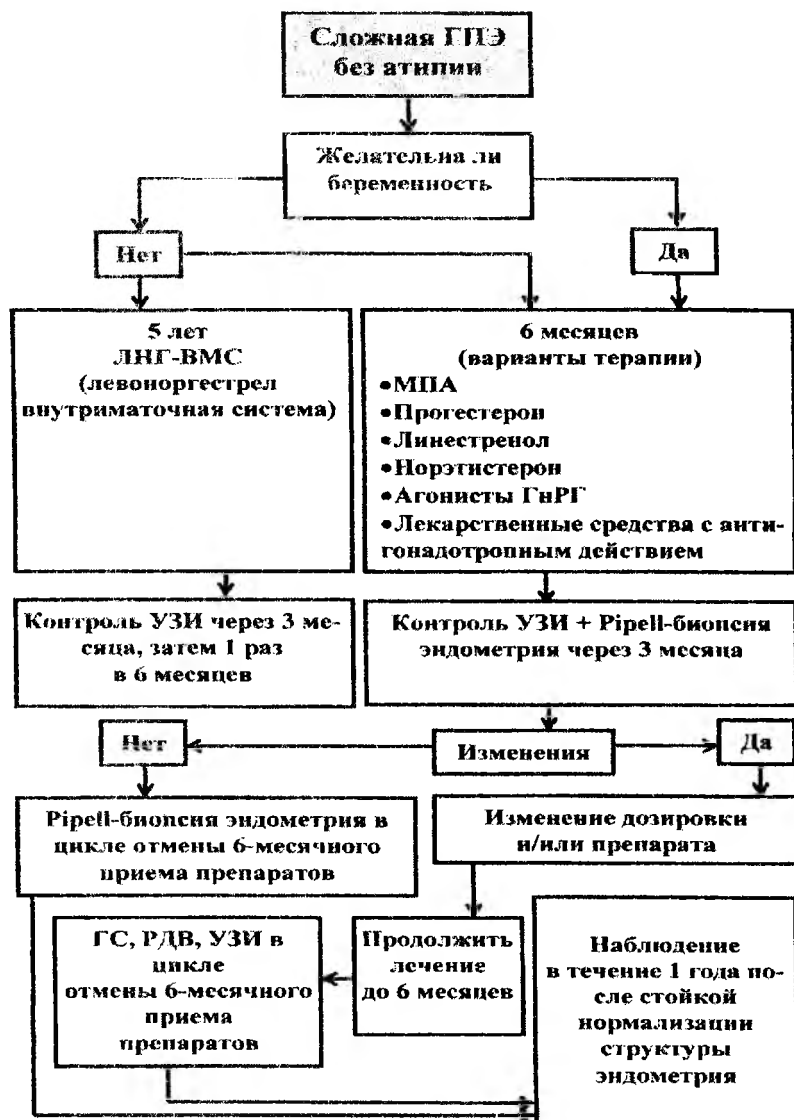 Сложная ГПЭ
без атипии
Желательна ли
беременность
Нет
Да
5 лет
ЛНГ-ВМС
(левоноргестрел
внутриматочная система)
6 месяцев
(варианты терапии)
•МПА
•Прогестерон
•Линестренол
•Норэтистерон
•Агонисты ГнРГ
•Лекарственные средства с анти-
гонадотропным действием
Контроль УЗИ через 3 ме-
сяца, затем 1 раз
в 6 месяцев
Контроль УЗИ + Pipell-биопсия
эндометрия через 3 месяца
Нет
Изменения
Да
Pipell-биопсия эндометрия в
цикле отмены 6-месячного
приема препаратов
Изменение дозировки
и/или препарата
ГС, РДВ, УЗИ в
цикле
отмены 6-месячного
приема
препаратов
Продолжить
лечение
до 6 месяцев
Наблюдение
в течение 1 года по-
сле стойкой
нормализации
структуры
эндометрия